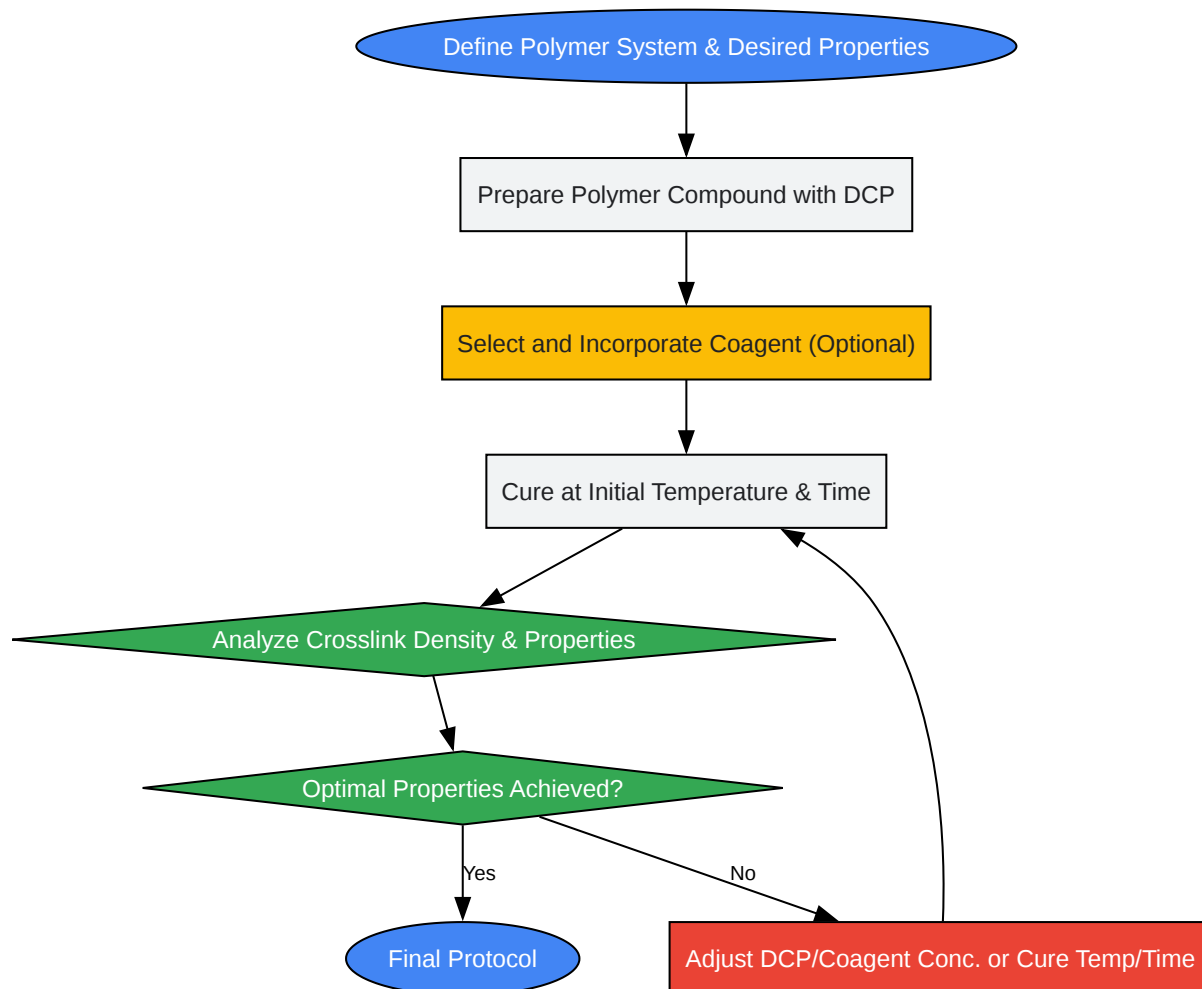 Define Polymer System & Desired Properties
Prepare Polymer Compound with DCP
Select and Incorporate Coagent (Optional)
Cure at Initial Temperature & Time
Analyze Crosslink Density & Properties
Optimal Properties Achieved?
Yes
No
Final Protocol
Adjust DCP/Coagent Conc. or Cure Temp/Time